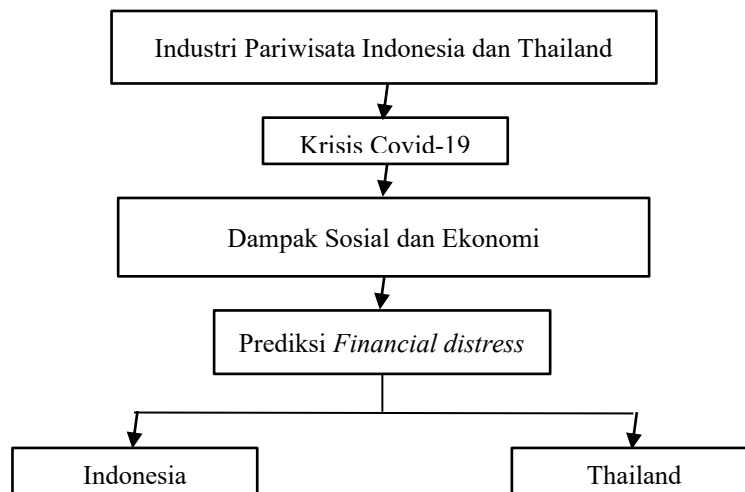 Industri Pariwisata Indonesia dan Thailand
Krisis Covid-19
Dampak Sosial dan Ekonomi
Prediksi Financial distress
Indonesia
Thailand